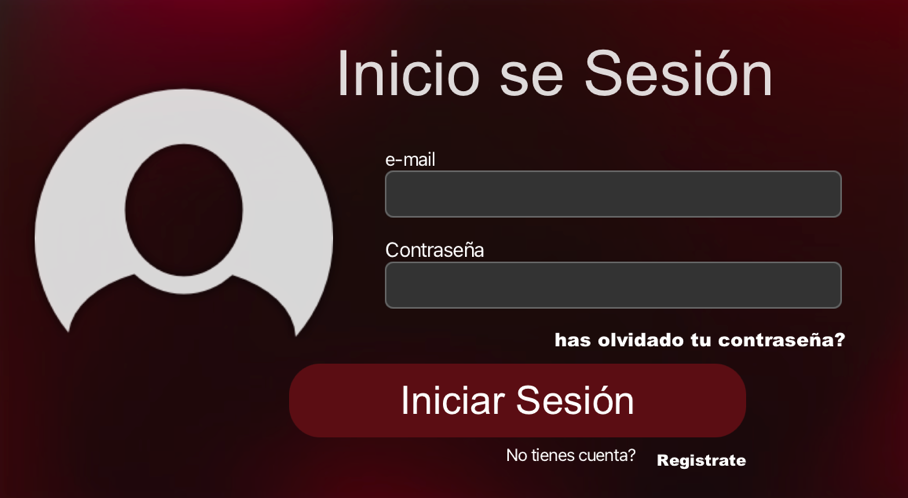 Inicio se Sesión
e-mail
Contraseña
has olvidado tu contraseña?
Iniciar Sesión
No tienes cuenta? Registrate